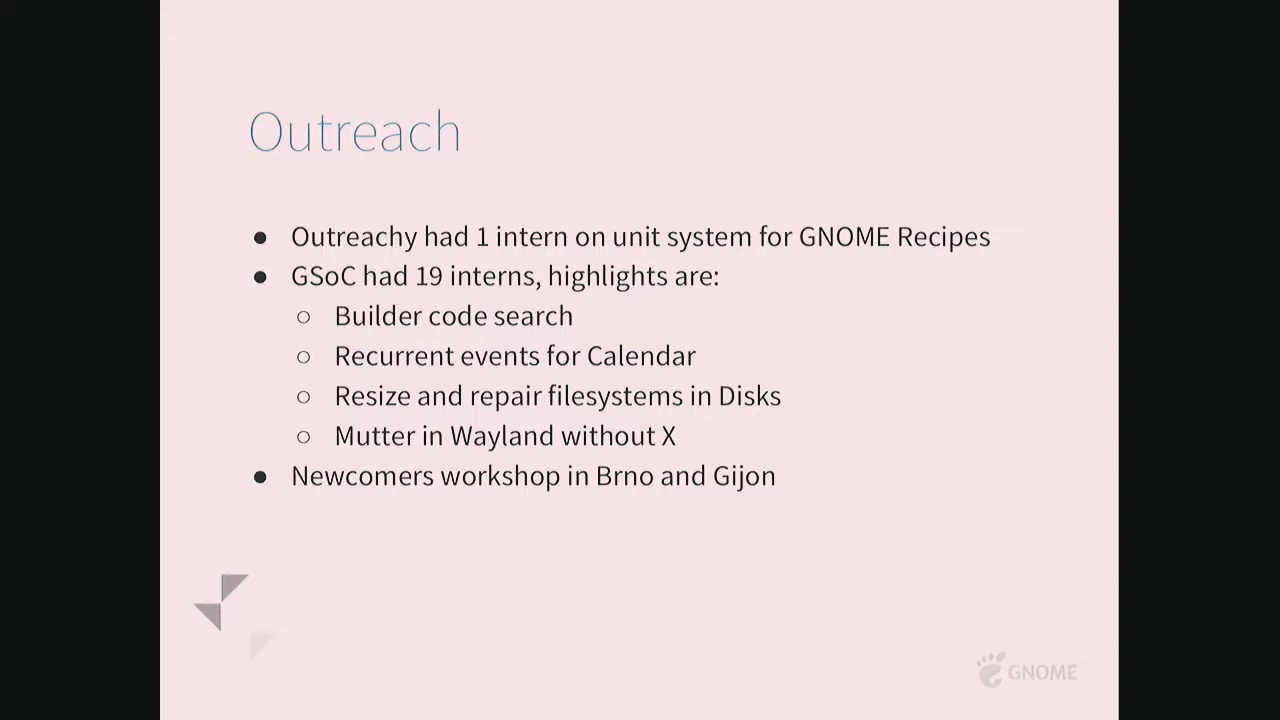 Outreach
● Outreachy had 1 intern on unit system for GNOME Recipes
● GSoC had 19 interns, highlights are:
○ Builder code search
○ Recurrent events for Calendar
○ Resize and repair filesystems in Disks
○ Mutter in Wayland without X
● Newcomers workshop in Brno and Gijon
GNOME